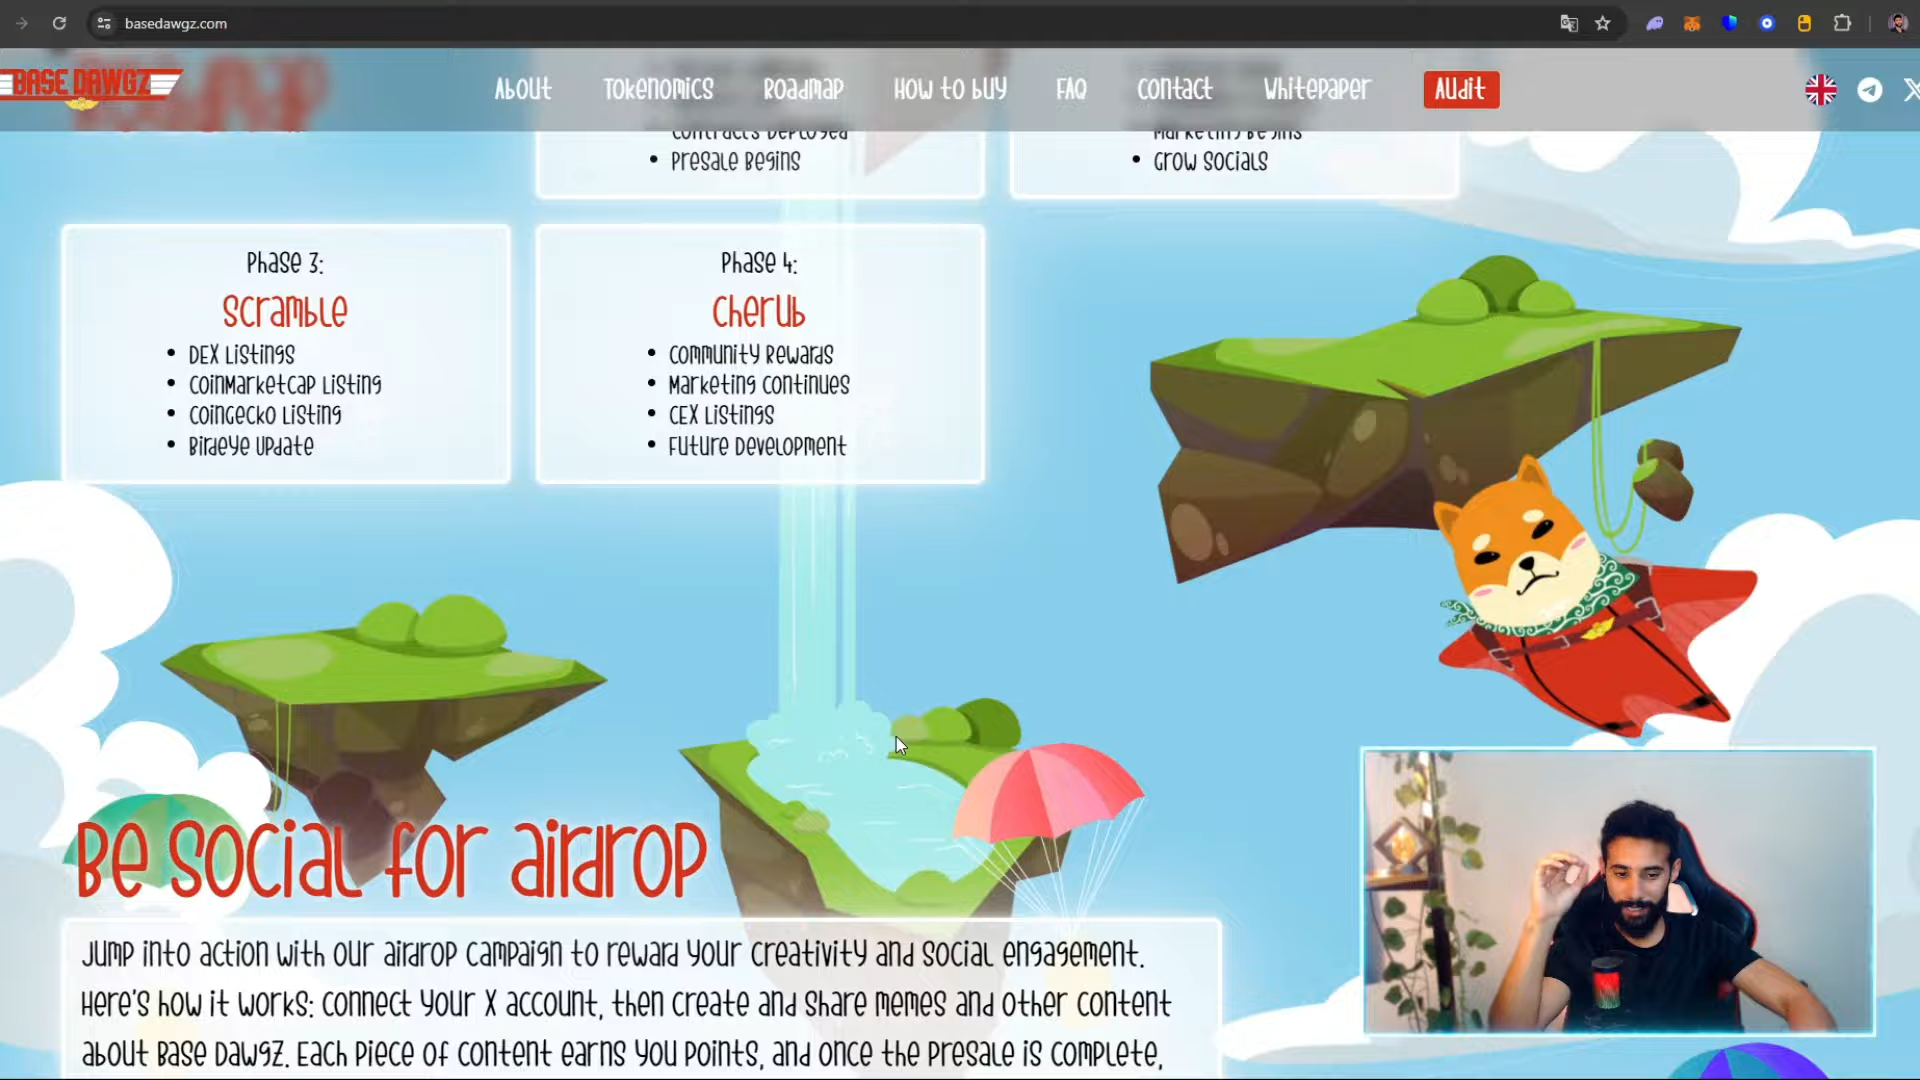 basedawgz.com
BASE DAWGZ
About
Tokenomics
Roadmap
How to buy
FAQ
Contact
Whitepaper
Audit
Contracts Deployed
Presale Begins
Marketing Begins
Grow Socials
Phase 3:
Scramble
DEX Listings
CoinMarketCap Listing
CoinGecko Listing
Birdeye Update
Phase 4:
Cherub
Community Rewards
Marketing Continues
CEX Listings
Future Development
Be Social for airdrop
Jump into action with our airdrop campaign to reward your creativity and social engagement.
Here's how it works: connect your X account, then create and share memes and other content
about Base Dawgz. Each piece of content earns you points, and once the presale is complete,